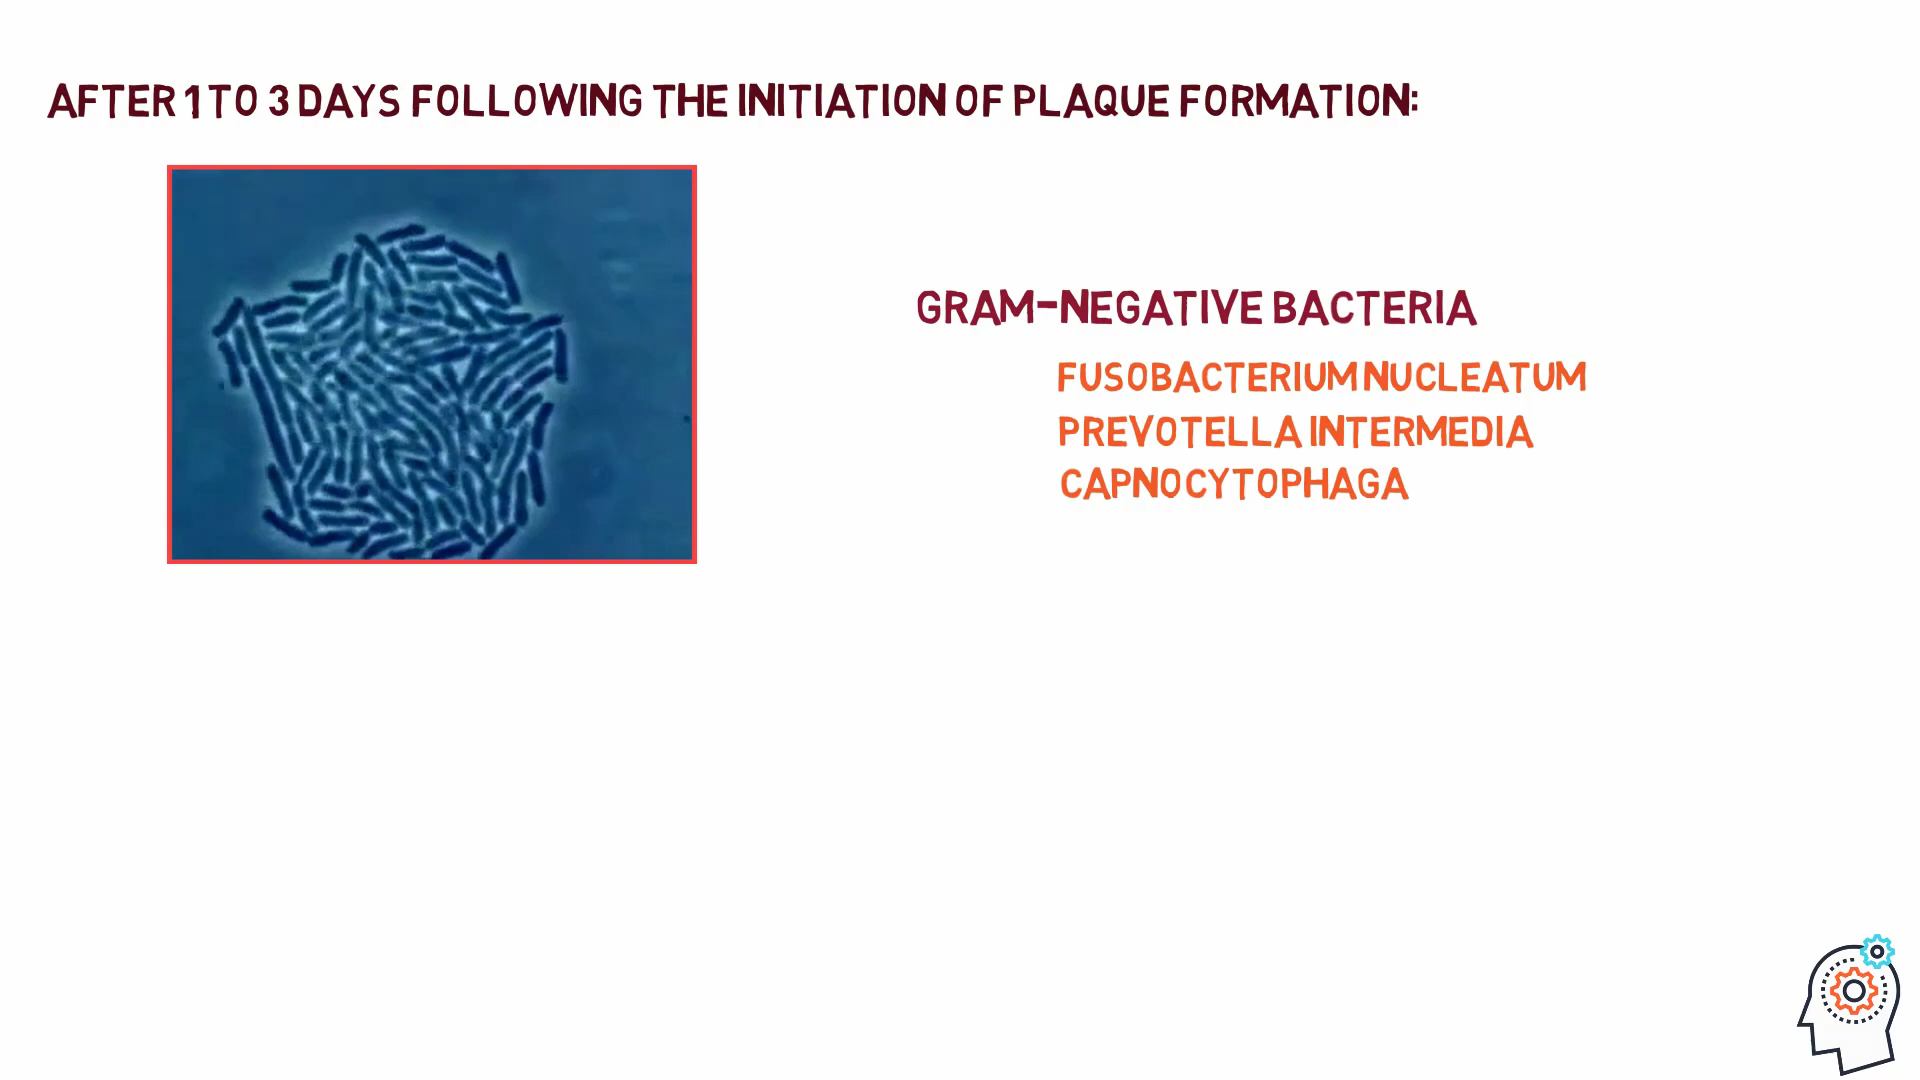 AFTER 1 TO 3 DAYS FOLLOWING THE INITIATION OF PLAQUE FORMATION:
GRAM-NEGATIVE BACTERIA
FUSOBACTERIUM NUCLEATUM
PREVOTELLA INTERMEDIA
CAPNOCYTOPHAGA